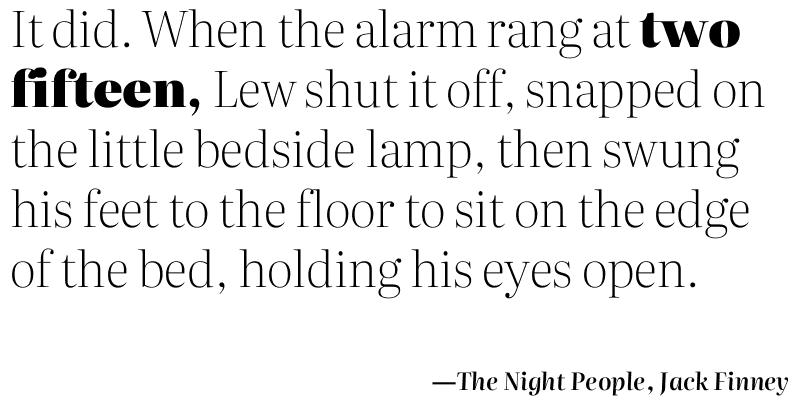 It did. When the alarm rang at two
fifteen, Lew shut it off, snapped on
the little bedside lamp, then swung
his feet to the floor to sit on the edge
of the bed, holding his eyes open.
—The Night People, Jack Finney